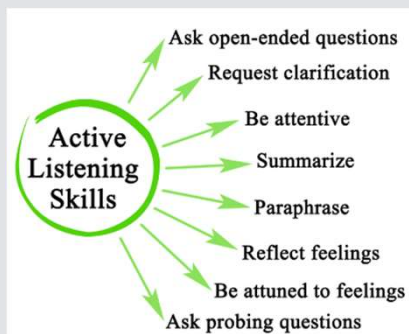 Active
Listening
Skills
Ask open-ended questions
Request clarification
Be attentive
Summarize
Paraphrase
Reflect feelings
Be attuned to feelings
Ask probing questions